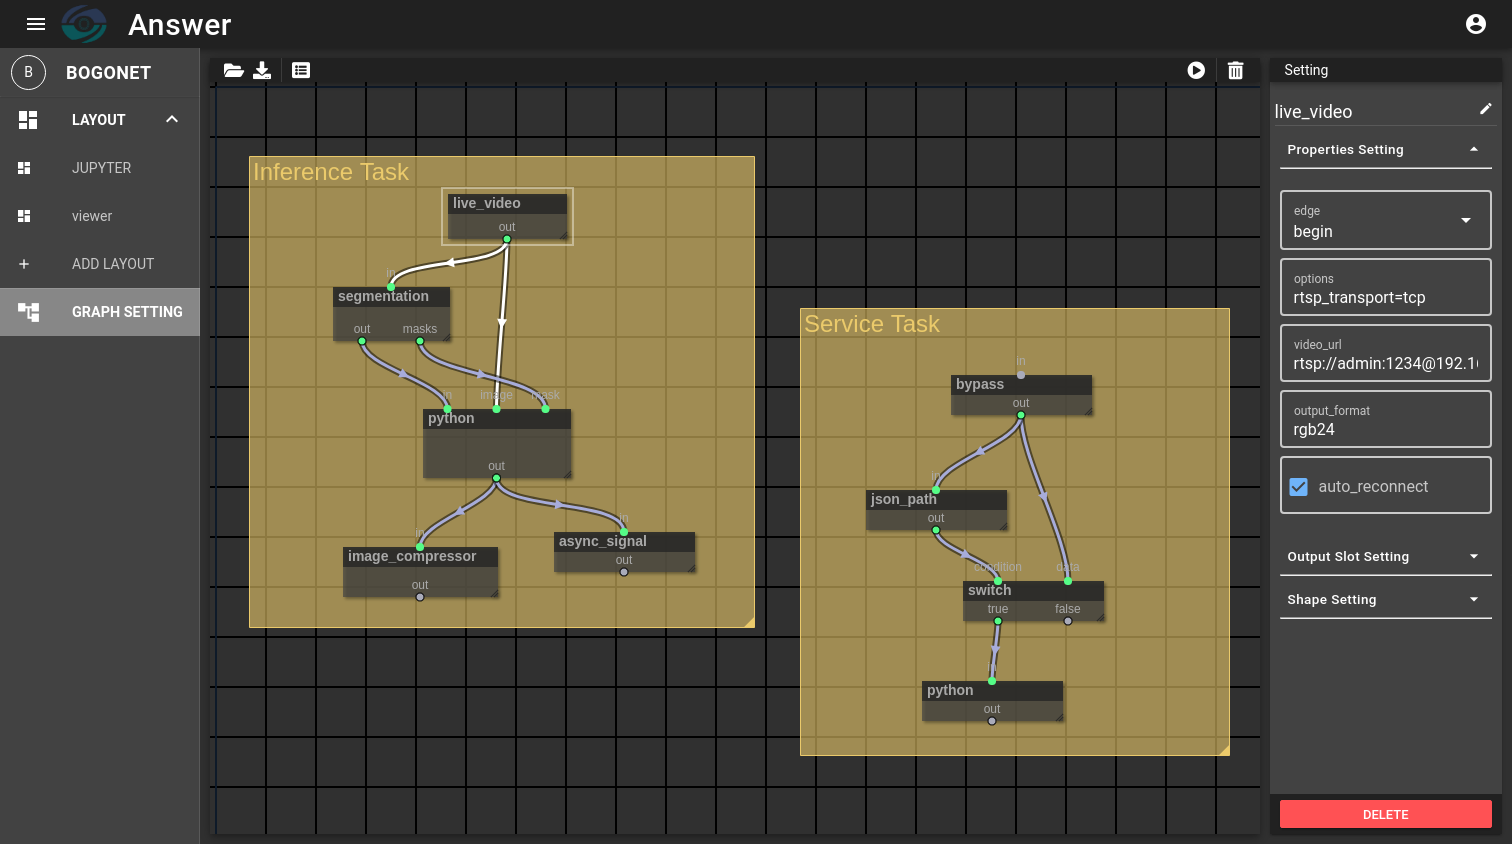 Answer
B
BOGONET
LAYOUT
JUPYTER
viewer
ADD LAYOUT
GRAPH SETTING
Inference Task
live_video
out
in
segmentation
out masks
in image mask
python
out
in
image_compressor
out
in
async_signal
out
Service Task
in
bypass
out
in
json_path
out
condition data
switch
true false
in
python
out
Setting
live_video
Properties Setting
edge
begin
options
rtsp_transport=tcp
video_url
rtsp://admin:1234@192.1
output_format
rgb24
auto_reconnect
Output Slot Setting
Shape Setting
DELETE